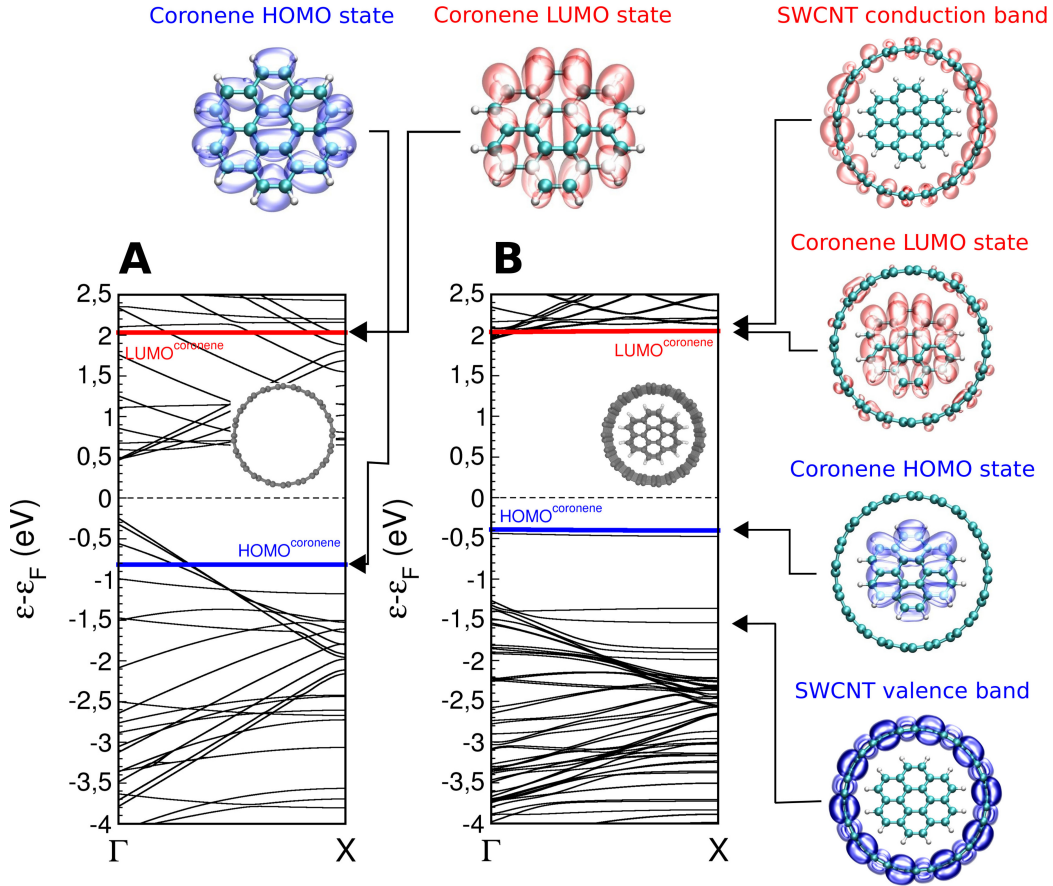 Coronene HOMO state
Coronene LUMO state
SWCNT conduction band
A
B
Coronene LUMO state
Coronene HOMO state
SWCNT valence band
2,5
2
1,5
1
0,5
0
-0,5
-1
-1,5
-2
-2,5
-3
-3,5
-4
ε-εF (eV)
LUMO^coronene
HOMO^coronene
Γ
X
2,5
2
1,5
1
0,5
0
-0,5
-1
-1,5
-2
-2,5
-3
-3,5
-4
ε-εF (eV)
LUMO^coronene
HOMO^coronene
Γ
X